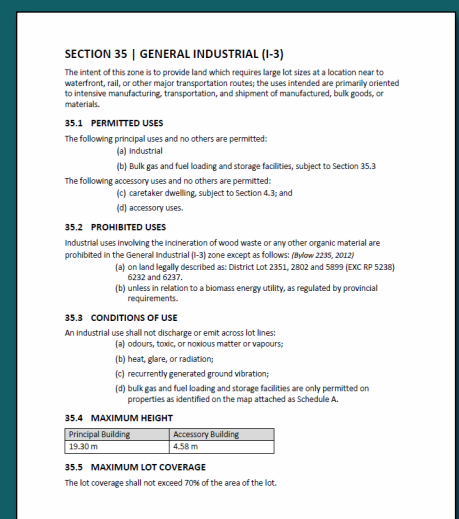 SECTION 35 | GENERAL INDUSTRIAL (I-3)
The intent of this zone is to provide land which requires large lot sizes at a location near to
waterfront, rail, or other major transportation routes; the uses intended are primarily oriented
to intensive manufacturing, transportation, and shipment of manufactured, bulk goods, or
materials.
35.1 PERMITTED USES
The following principal uses and no others are permitted:
(a) industrial
(b) Bulk gas and fuel loading and storage facilities, subject to Section 35.3
The following accessory uses and no others are permitted:
(c) caretaker dwelling, subject to Section 4.3; and
(d) accessory uses.
35.2 PROHIBITED USES
Industrial uses involving the incineration of wood waste or any other organic material are
prohibited in the General Industrial (I-3) zone except as follows: (Bylaw 2235, 2012)
(a) on land legally described as: District Lot 2351, 2802 and 5899 (EXC RP 5238)
6232 and 6237.
(b) unless in relation to a biomass energy utility, as regulated by provincial
requirements.
35.3 CONDITIONS OF USE
An industrial use shall not discharge or emit across lot lines:
(a) odours, toxic, or noxious matter or vapours;
(b) heat, glare, or radiation;
(c) recurrently generated ground vibration;
(d) bulk gas and fuel loading and storage facilities are only permitted on
properties as identified on the map attached as Schedule A.
35.4 MAXIMUM HEIGHT
Principal Building Accessory Building
19.30 m 4.58 m
35.5 MAXIMUM LOT COVERAGE
The lot coverage shall not exceed 70% of the area of the lot.